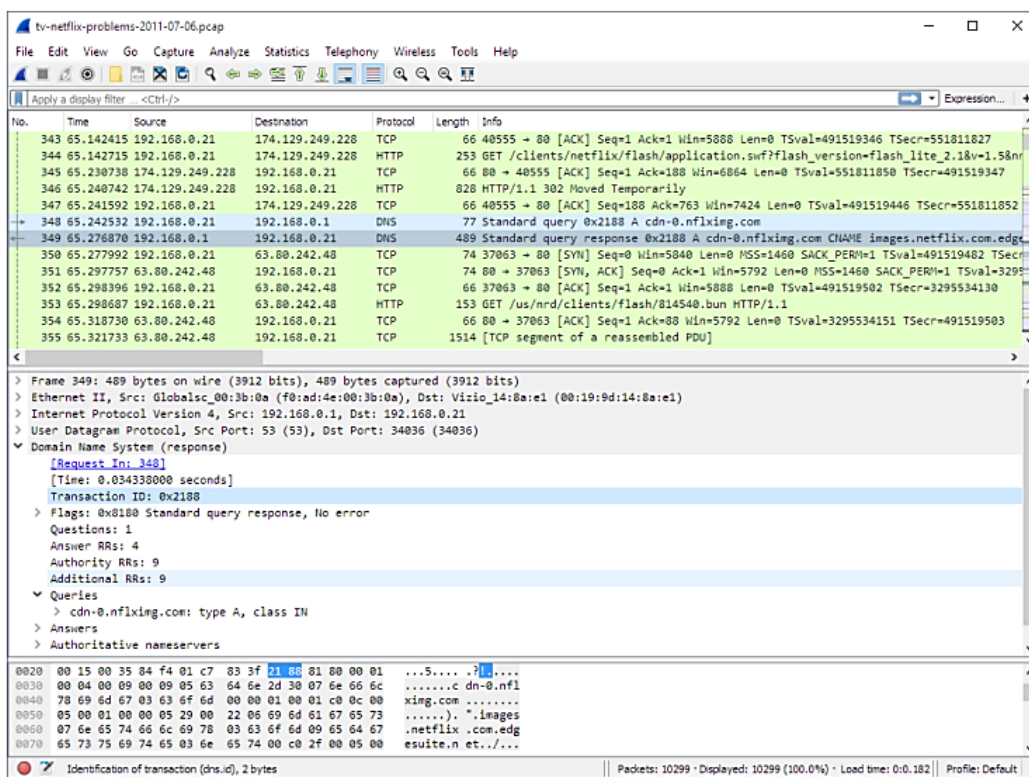 tv-netflix-problems-2011-07-06.pcap
File Edit View Go Capture Analyze Statistics Telephony Wireless Tools Help
Apply a display filter ... <Ctrl-/> Expression... +
No. Time Source Destination Protocol Length Info
343 65.142415 192.168.0.21 174.129.249.228 TCP 66 40555 → 80 [ACK] Seq=1 Ack=1 Win=5888 Len=0 TSval=491519346 TSecr=551811827
344 65.142715 192.168.0.21 174.129.249.228 HTTP 253 GET /clients/netflix/flash/application.swf?flash_version=flash_lite_2.1&v=1.5&nr
345 65.230738 174.129.249.228 192.168.0.21 TCP 66 80 → 40555 [ACK] Seq=1 Ack=188 Win=6864 Len=0 TSval=551811850 TSecr=491519347
346 65.240742 174.129.249.228 192.168.0.21 HTTP 828 HTTP/1.1 302 Moved Temporarily
347 65.241592 192.168.0.21 174.129.249.228 TCP 66 40555 → 80 [ACK] Seq=188 Ack=763 Win=7424 Len=0 TSval=491519446 TSecr=551811852
348 65.242532 192.168.0.21 192.168.0.1 DNS 77 Standard query 0x2188 A cdn-0.nflximg.com
349 65.276870 192.168.0.1 192.168.0.21 DNS 489 Standard query response 0x2188 A cdn-0.nflximg.com CNAME images.netflix.com.edge
350 65.277992 192.168.0.21 63.80.242.48 TCP 74 37063 → 80 [SYN] Seq=0 Win=5840 Len=0 MSS=1460 SACK_PERM=1 TSval=491519482 TSecr
351 65.297757 63.80.242.48 192.168.0.21 TCP 74 80 → 37063 [SYN, ACK] Seq=0 Ack=1 Win=5792 Len=0 MSS=1460 SACK_PERM=1 TSval=3295
352 65.298396 192.168.0.21 63.80.242.48 TCP 66 37063 → 80 [ACK] Seq=1 Ack=1 Win=5888 Len=0 TSval=491519502 TSecr=3295534130
353 65.298687 192.168.0.21 63.80.242.48 HTTP 153 GET /us/nrd/clients/flash/814540.bun HTTP/1.1
354 65.318730 63.80.242.48 192.168.0.21 TCP 66 80 → 37063 [ACK] Seq=1 Ack=88 Win=5792 Len=0 TSval=3295534151 TSecr=491519503
355 65.321733 63.80.242.48 192.168.0.21 TCP 1514 [TCP segment of a reassembled PDU]
> Frame 349: 489 bytes on wire (3912 bits), 489 bytes captured (3912 bits)
> Ethernet II, Src: Globalsc_00:3b:0a (f0:ad:4e:00:3b:0a), Dst: Vizio_14:8a:e1 (00:19:9d:14:8a:e1)
> Internet Protocol Version 4, Src: 192.168.0.1, Dst: 192.168.0.21
> User Datagram Protocol, Src Port: 53 (53), Dst Port: 34036 (34036)
Domain Name System (response)
[Request In: 348]
[Time: 0.034338000 seconds]
Transaction ID: 0x2188
> Flags: 0x8180 Standard query response, No error
Questions: 1
Answer RRs: 4
Authority RRs: 9
Additional RRs: 9
Queries
> cdn-0.nflximg.com: type A, class IN
> Answers
> Authoritative nameservers
0020 00 15 00 35 84 f4 01 c7 83 3f 21 88 81 80 00 01 ...5.... .?!.....
0030 00 04 00 09 00 09 05 63 64 6e 2d 30 07 6e 66 6c .......c dn-0.nfl
0040 78 69 6d 67 03 63 6f 6d 00 00 01 00 01 c0 0c 00 ximg.com ........
0050 05 00 01 00 00 05 29 00 22 06 69 6d 61 67 65 73 ......). ".images
0060 07 6e 65 74 66 6c 69 78 03 63 6f 6d 09 65 64 67 .netflix .com.edg
0070 65 73 75 69 74 65 03 6e 65 74 00 c0 2f 00 05 00 esuite.n et../...
Identification of transaction (dns.id), 2 bytes Packets: 10299 · Displayed: 10299 (100.0%) · Load time: 0:0.182 Profile: Default